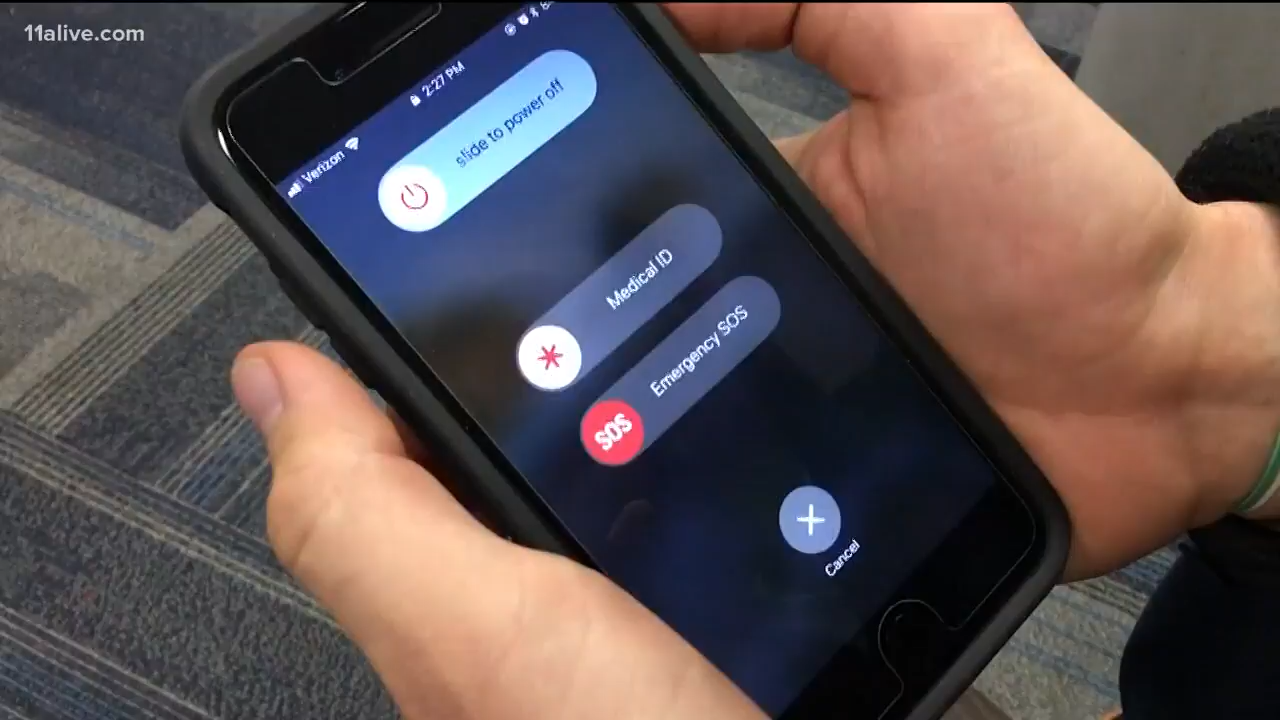 11alive.com
Verizon
2:27 PM
slide to power off
Medical ID
Emergency SOS
SOS
Cancel